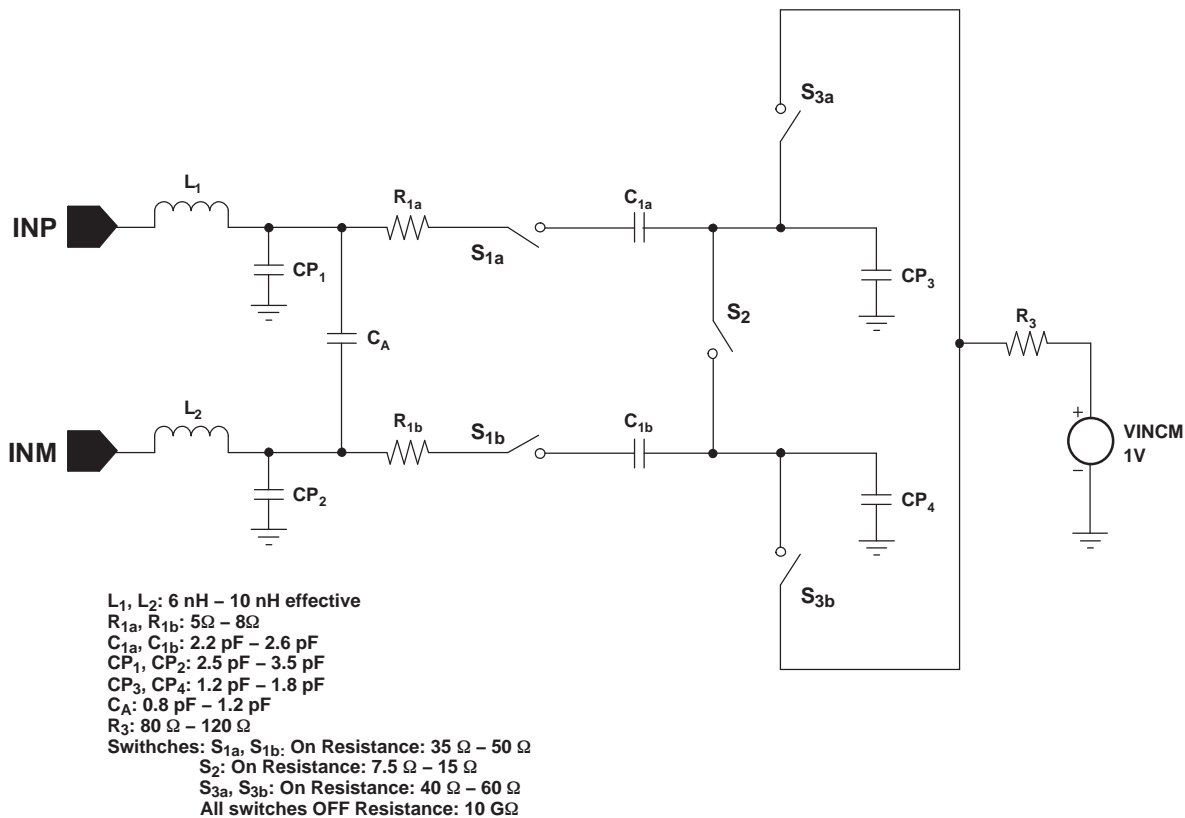 S3a
L1
R1a
C1a
INP
S1a
CP1
CP3
S2
R3
CA
L2
R1b
S1b
C1b
INM
+
VINCM
1V
−
CP2
CP4
S3b
L1, L2: 6 nH – 10 nH effective
R1a, R1b: 5Ω – 8Ω
C1a, C1b: 2.2 pF – 2.6 pF
CP1, CP2: 2.5 pF – 3.5 pF
CP3, CP4: 1.2 pF – 1.8 pF
CA: 0.8 pF – 1.2 pF
R3: 80 Ω – 120 Ω
Swithches: S1a, S1b: On Resistance: 35 Ω – 50 Ω
S2: On Resistance: 7.5 Ω – 15 Ω
S3a, S3b: On Resistance: 40 Ω – 60 Ω
All switches OFF Resistance: 10 GΩ